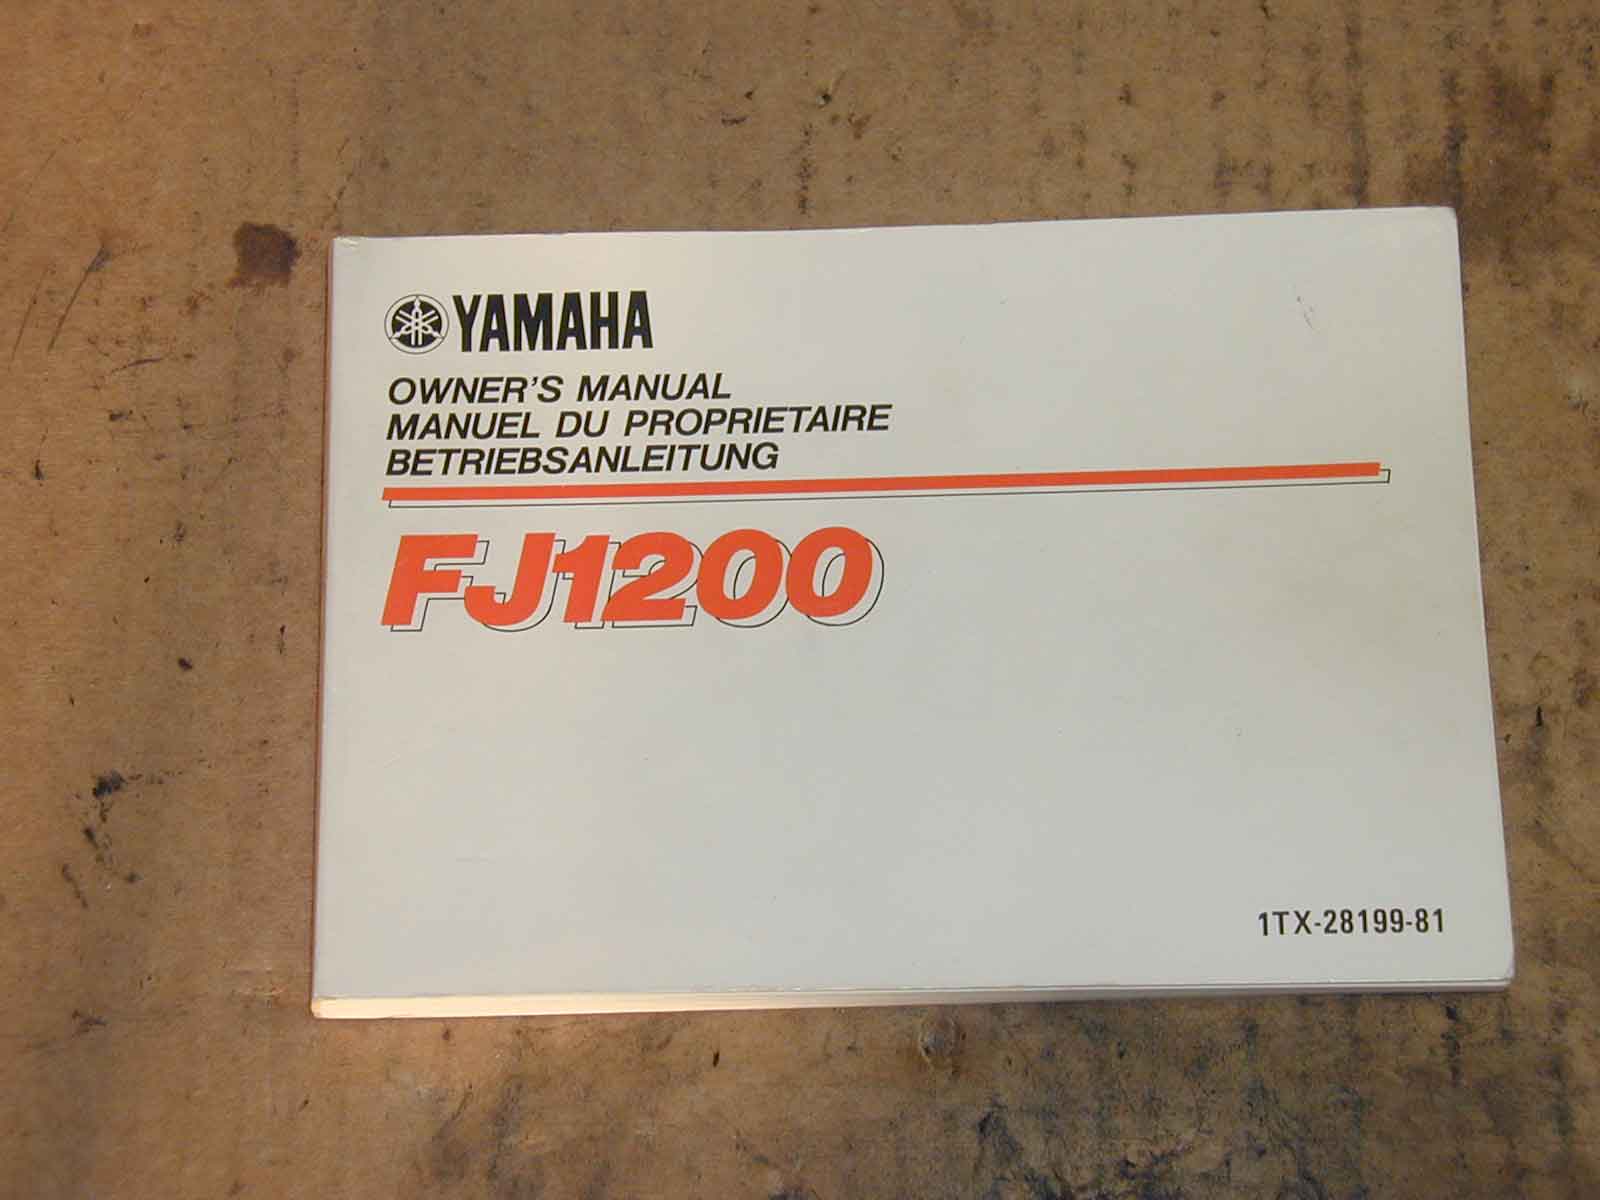 YAMAHA
OWNER'S MANUAL
MANUEL DU PROPRIETAIRE
BETRIEBSANLEITUNG
FJ1200
1TX-28199-81